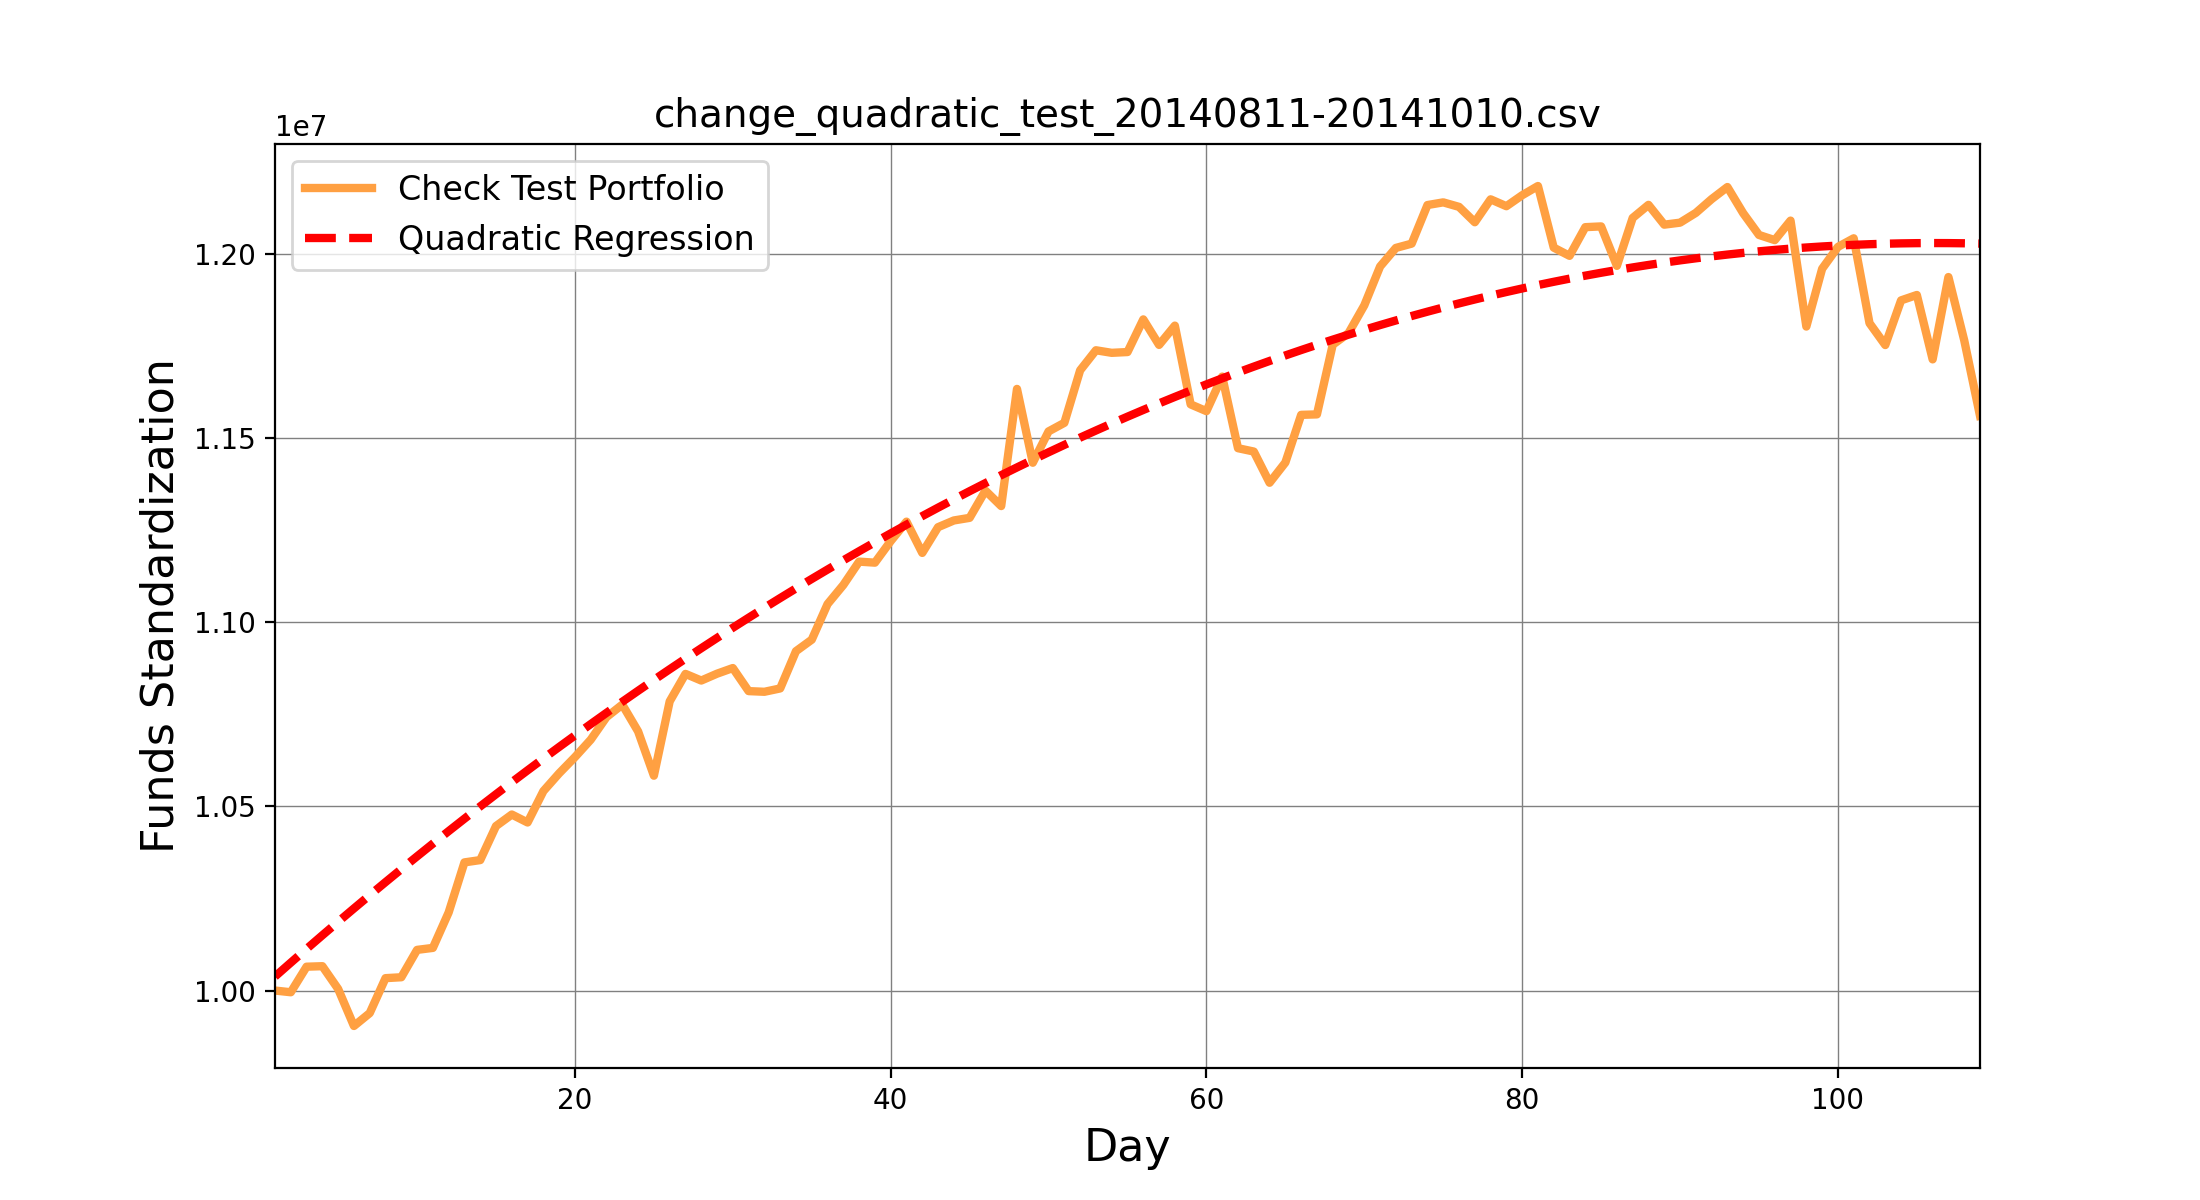 change_quadratic_test_20140811-20141010.csv
1e7
Check Test Portfolio
Quadratic Regression
Funds Standardization
1.20
1.15
1.10
1.05
1.00
20 40 60 80 100
Day